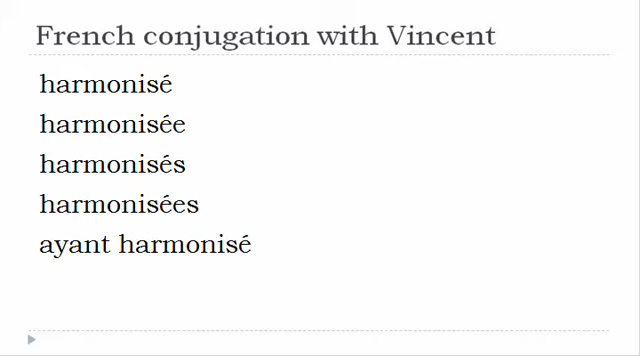 French conjugation with Vincent
harmonisé
harmonisée
harmonisés
harmonisées
ayant harmonisé